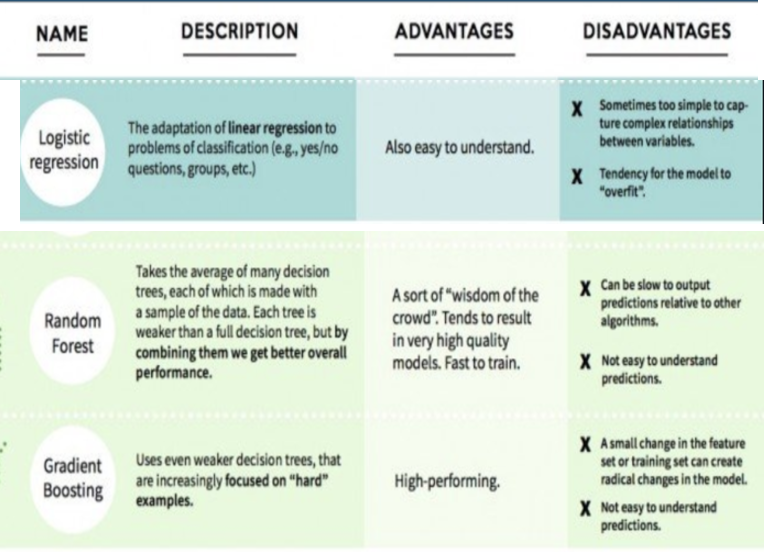 NAME DESCRIPTION ADVANTAGES DISADVANTAGES
Logistic
regression
The adaptation of linear regression to
problems of classification (e.g., yes/no
questions, groups, etc.)
Also easy to understand.
X Sometimes too simple to cap-
ture complex relationships
between variables.
X Tendency for the model to
"overfit".
Random
Forest
Takes the average of many decision
trees, each of which is made with
a sample of the data. Each tree is
weaker than a full decision tree, but by
combining them we get better overall
performance.
A sort of "wisdom of the
crowd". Tends to result
in very high quality
models. Fast to train.
X Can be slow to output
predictions relative to other
algorithms.
X Not easy to understand
predictions.
Gradient
Boosting
Uses even weaker decision trees, that
are increasingly focused on "hard"
examples.
High-performing.
X A small change in the feature
set or training set can create
radical changes in the model.
X Not easy to understand
predictions.